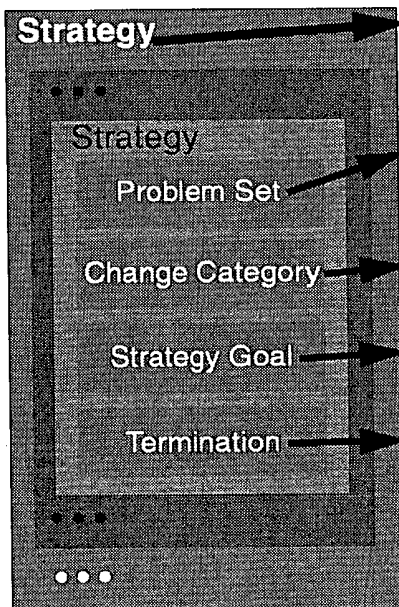 Strategy
Strategy
Problem Set
Change Category
Strategy Goal
Termination